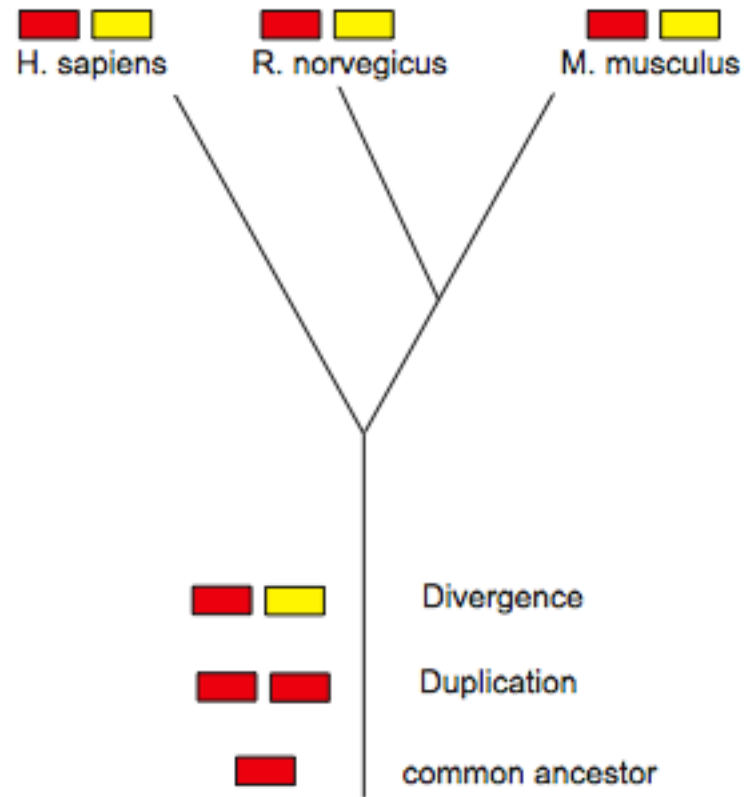 H. sapiens R. norvegicus M. musculus
Divergence
Duplication
common ancestor